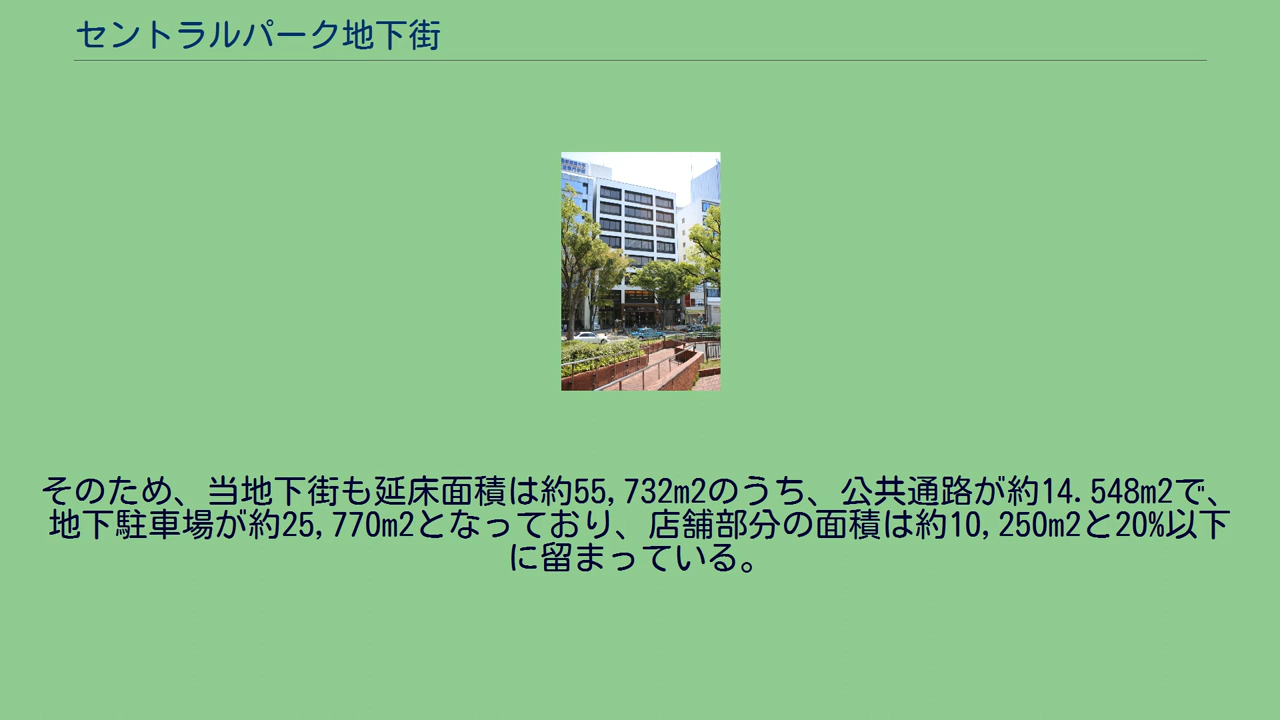 セントラルパーク地下街
そのため、当地下街も延床面積は約55,732m2のうち、公共通路が約14.548m2で、
地下駐車場が約25,770m2となっており、店舗部分の面積は約10,250m2と20%以下
に留まっている。